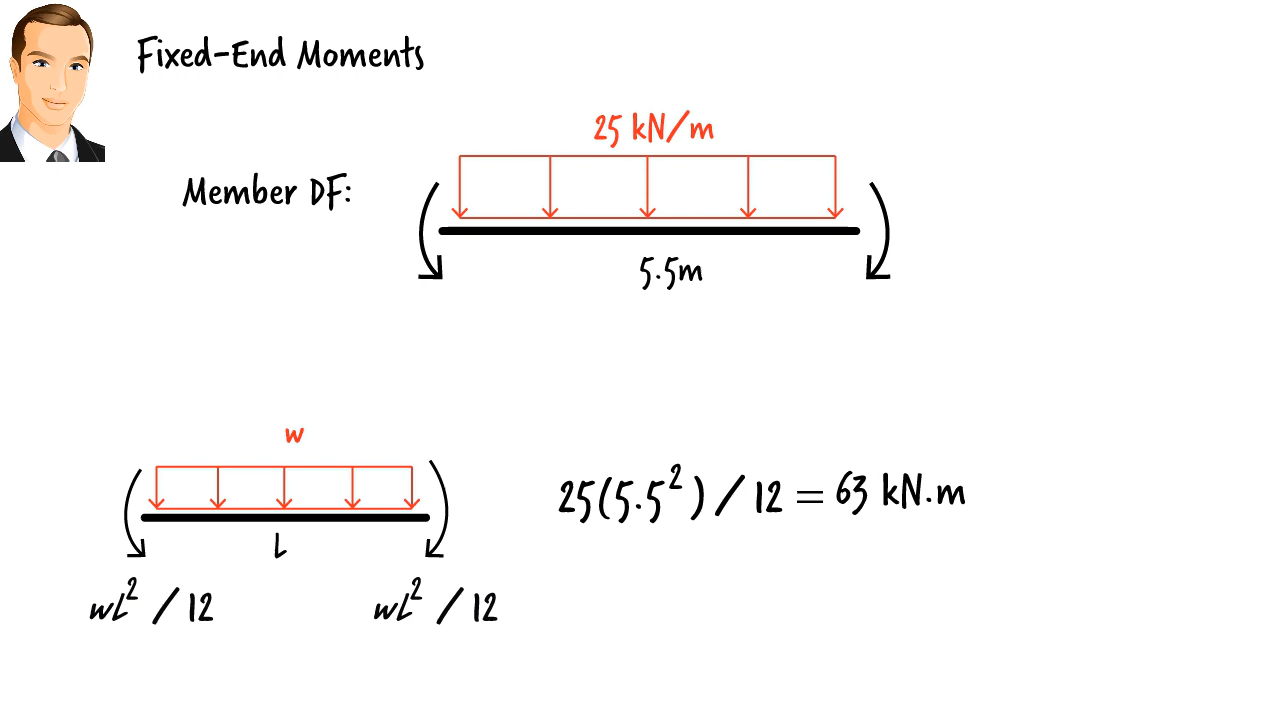 Fixed-End Moments
25 kN/m
Member DF:
5.5m
w
L
wL² / 12
wL² / 12
25(5.5²) / 12 = 63 kN.m